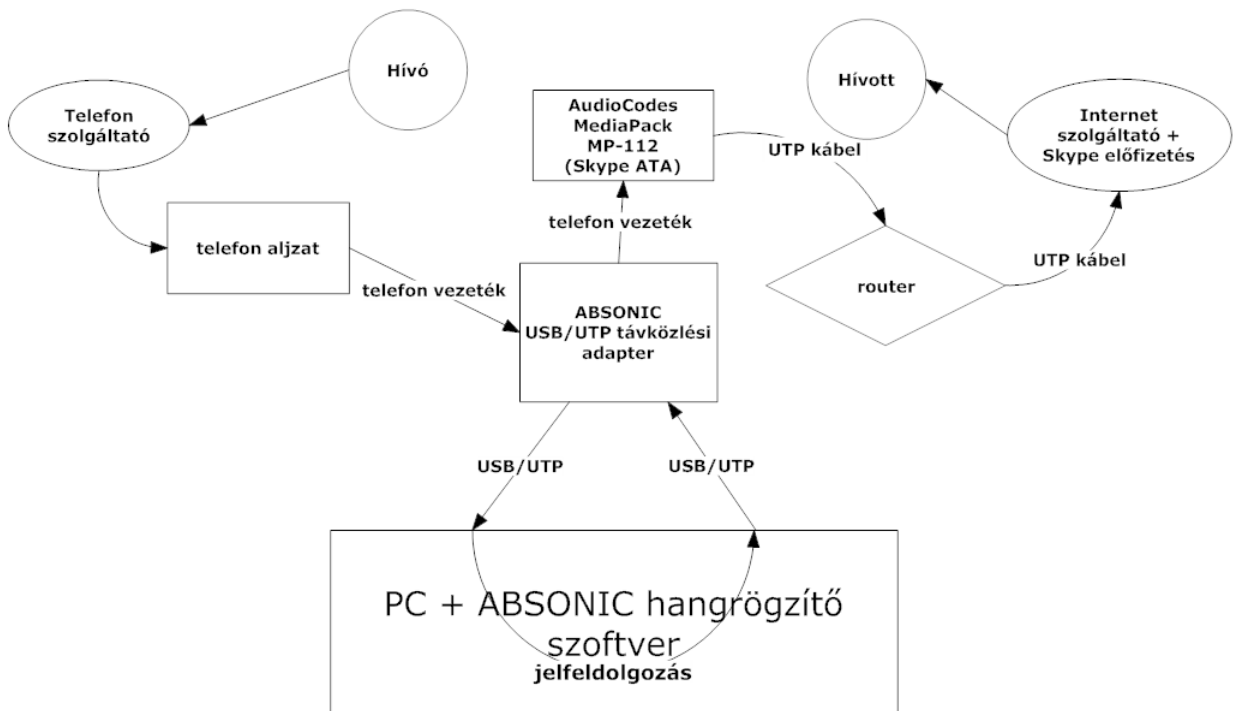 Hívó
Telefon
szolgáltató
telefon aljzat
telefon vezeték
ABSONIC
USB/UTP távközlési
adapter
USB/UTP
USB/UTP
PC + ABSONIC hangrögzítő
szoftver
jelfeldolgozás
telefon vezeték
AudioCodes
MediaPack
MP-112
(Skype ATA)
UTP kábel
router
UTP kábel
Internet
szolgáltató +
Skype előfizetés
Hívott